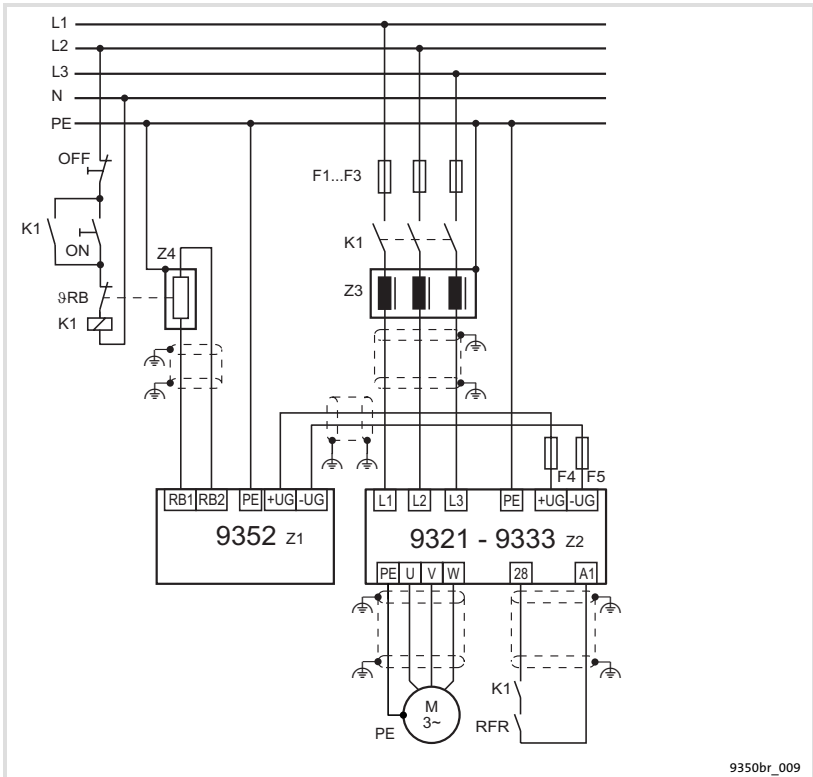 L1
L2
L3
N
PE
OFF
F1...F3
K1
ON
Z4
K1
ϑRB
Z3
K1
F4 F5
RB1 RB2 PE +UG -UG
L1 L2 L3 PE +UG -UG
9352 Z1
9321 - 9333 Z2
PE U V W 28 A1
K1
M
3~
RFR
PE
9350br_009